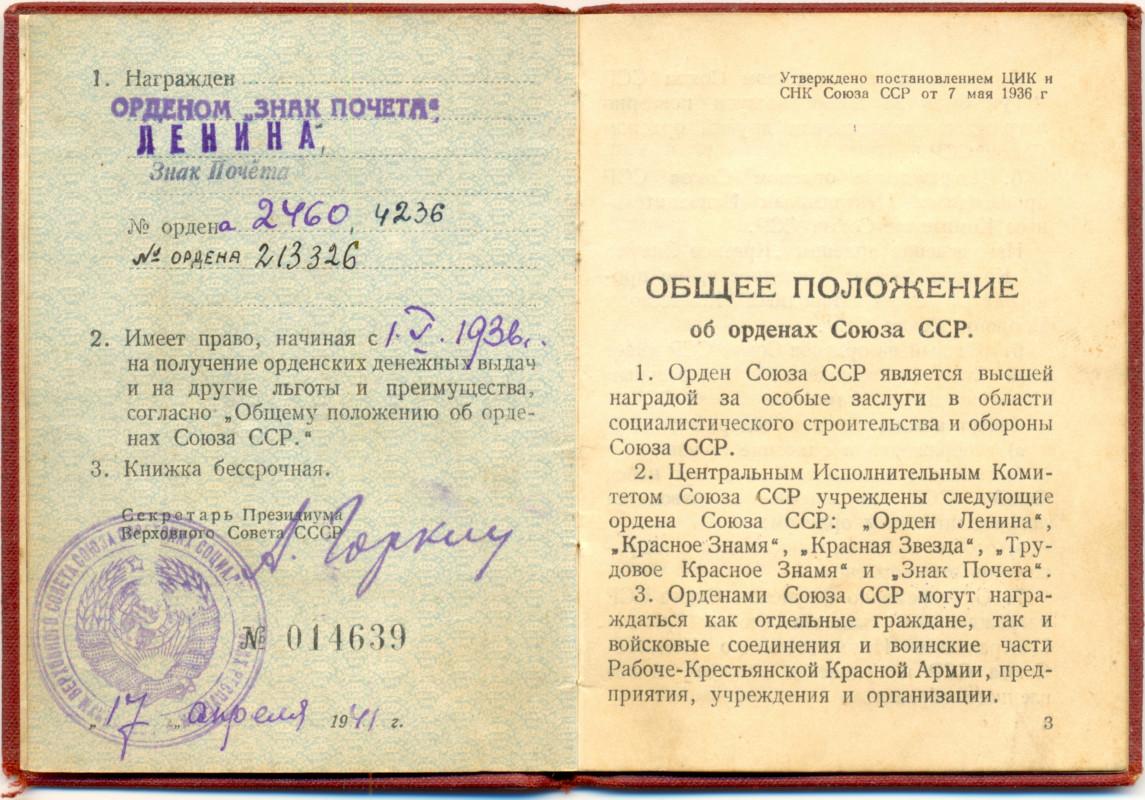 1. Награжден
ОРДЕНОМ „ЗНАК ПОЧЕТА“,
ЛЕНИНА,
Знак Почёта
№ ордена 2460, 4236
№ ОРДЕНА 213326
2. Имеет право, начиная с 1.V.1936г.
на получение орденских денежных выдач
и на другие льготы и преимущества,
согласно „Общему положению об орде-
нах Союза ССР.“
3. Книжка бессрочная.
Секретарь Президиума
Верховного Совета СССР
А. Горкин
№ 014639
„17„ апреля 1941 г.
Утверждено постановлением ЦИК и
СНК Союза ССР от 7 мая 1936 г
ОБЩЕЕ ПОЛОЖЕНИЕ
об орденах Союза ССР.
1. Орден Союза ССР является высшей
наградой за особые заслуги в области
социалистического строительства и обороны
Союза ССР.
2. Центральным Исполнительным Коми-
тетом Союза ССР учреждены следующие
ордена Союза ССР: „Орден Ленина“,
„Красное Знамя“, „Красная Звезда“, „Тру-
довое Красное Знамя“ и „Знак Почета“.
3. Орденами Союза ССР могут награ-
ждаться как отдельные граждане, так и
войсковые соединения и воинские части
Рабоче-Крестьянской Красной Армии, пред-
приятия, учреждения и организации.
3